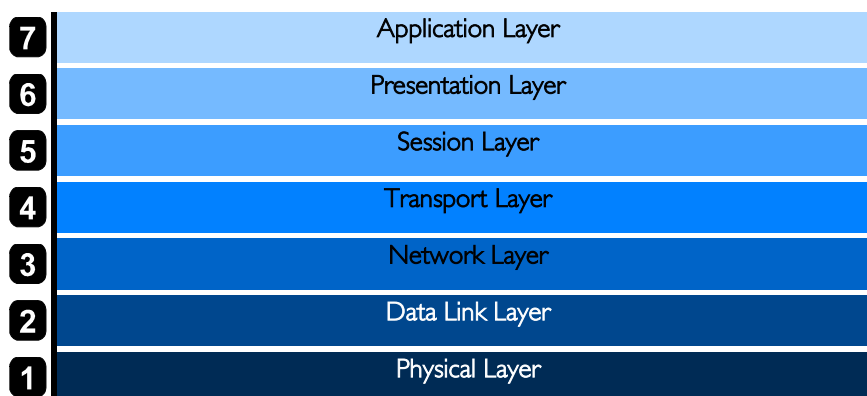 7 Application Layer
6 Presentation Layer
5 Session Layer
4 Transport Layer
3 Network Layer
2 Data Link Layer
1 Physical Layer